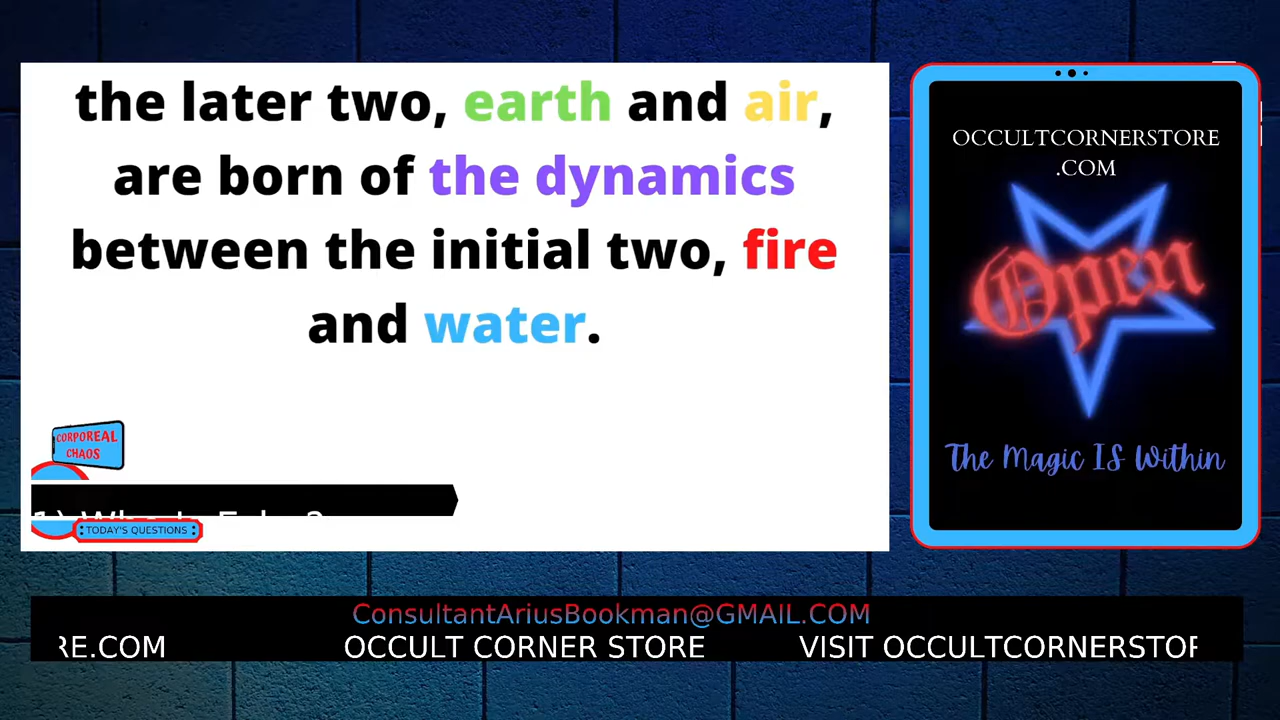 the later two, earth and air,
are born of the dynamics
between the initial two, fire
and water.
CORPOREAL
CHAOS
TODAY'S QUESTIONS
OCCULTCORNERSTORE
.COM
Open
The Magic IS Within
ConsultantAriusBookman@GMAIL.COM
RE.COM OCCULT CORNER STORE VISIT OCCULTCORNERSTOR